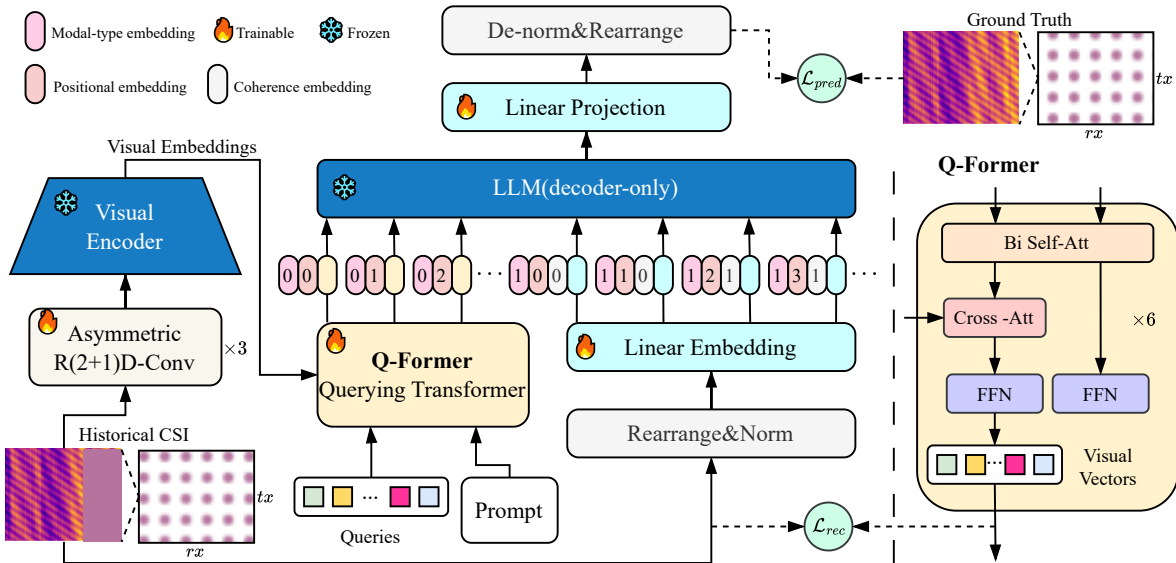 Modal-type embedding
Trainable
Frozen
Positional embedding
Coherence embedding
De-norm&Rearrange
Linear Projection
LLM(decoder-only)
ℒ_pred
Ground Truth
tx
rx
Visual Embeddings
Visual
Encoder
Asymmetric
R(2+1)D-Conv
×3
Historical CSI
tx
rx
0 0
0 1
0 2
...
1 0 0
1 1 0
1 2 1
1 3 1
...
Q-Former
Querying Transformer
Linear Embedding
Rearrange&Norm
...
Queries
Prompt
ℒ_rec
Q-Former
Bi Self-Att
Cross -Att
×6
FFN
FFN
...
Visual
Vectors